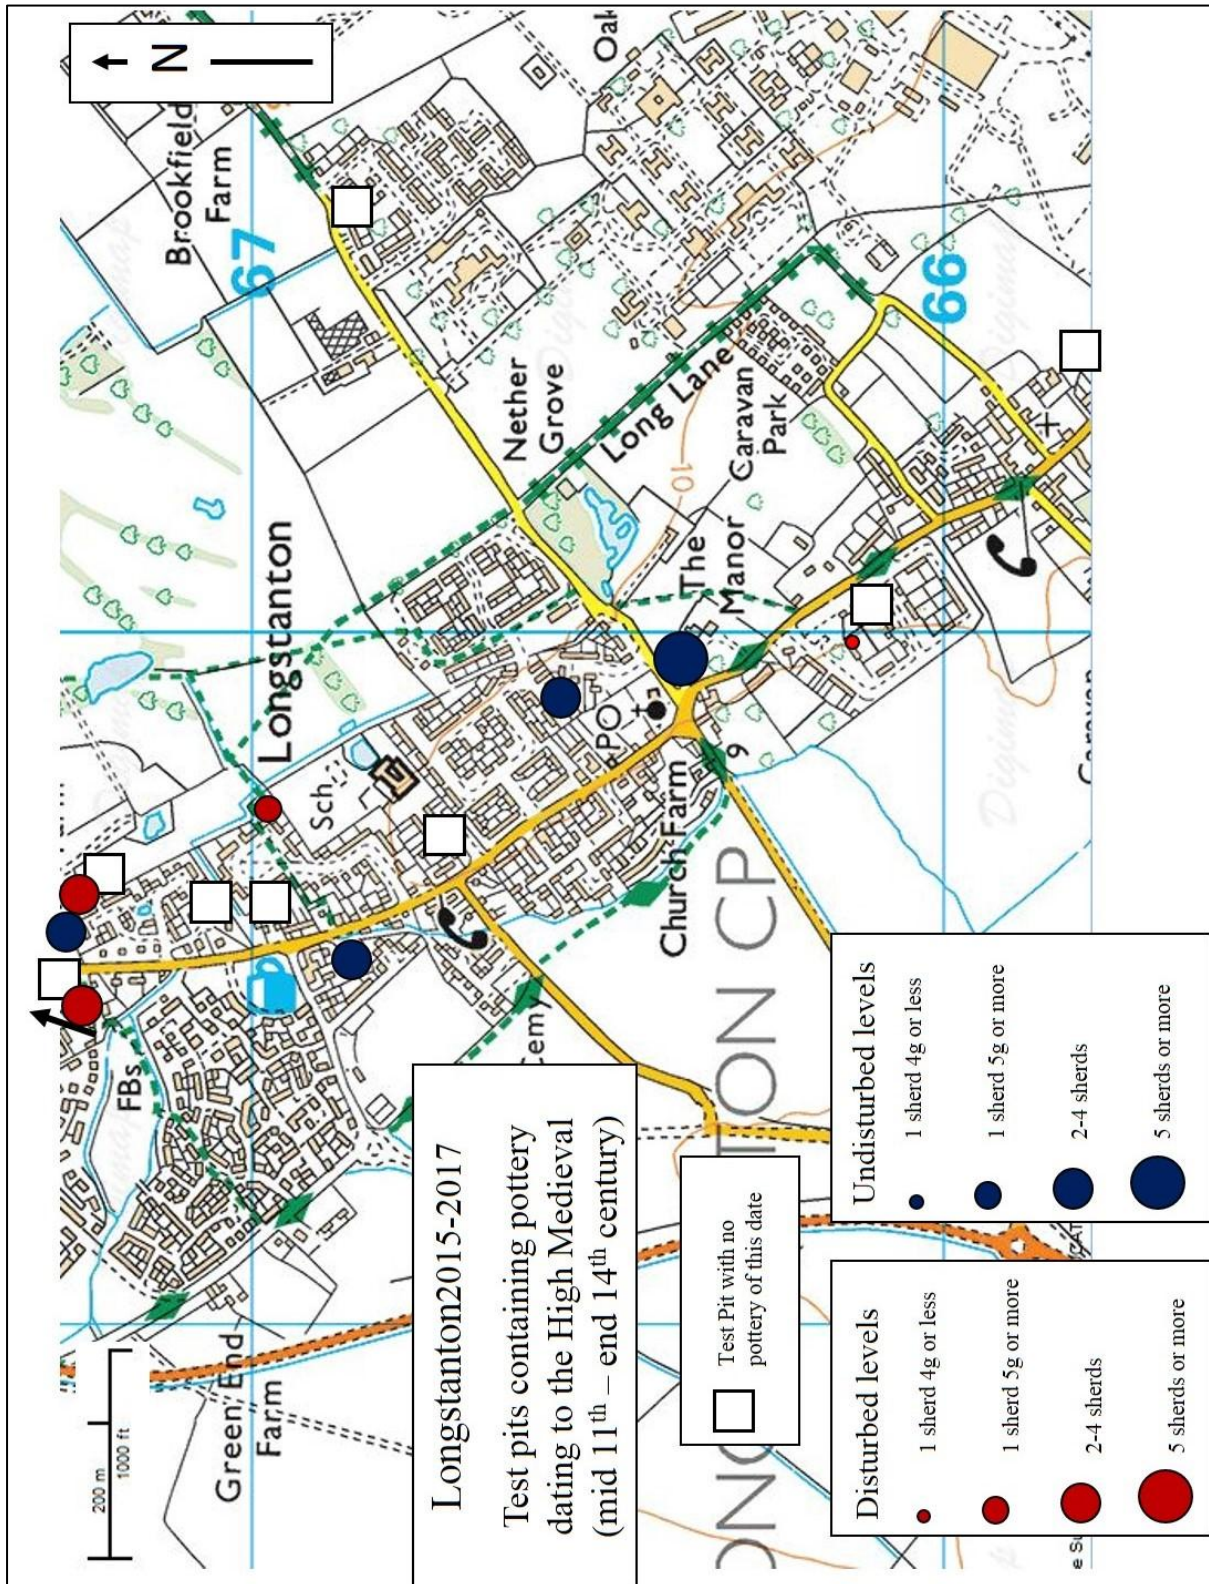 N
Brookfield
Farm
67
Oak
Nether
Grove
Long Lane
Caravan
Park
66
10
The
Manor
Longstanton
Sch
PO
9
Church Farm
Cemy
FBs
Green End
Farm
200 m
1000 ft
Digimap
Digimap
Longstanton2015-2017
Test pits containing pottery
dating to the High Medieval
(mid 11th – end 14th century)
Test Pit with no
pottery of this date
Undisturbed levels
1 sherd 4g or less
1 sherd 5g or more
2-4 sherds
5 sherds or more
Disturbed levels
1 sherd 4g or less
1 sherd 5g or more
2-4 sherds
5 sherds or more